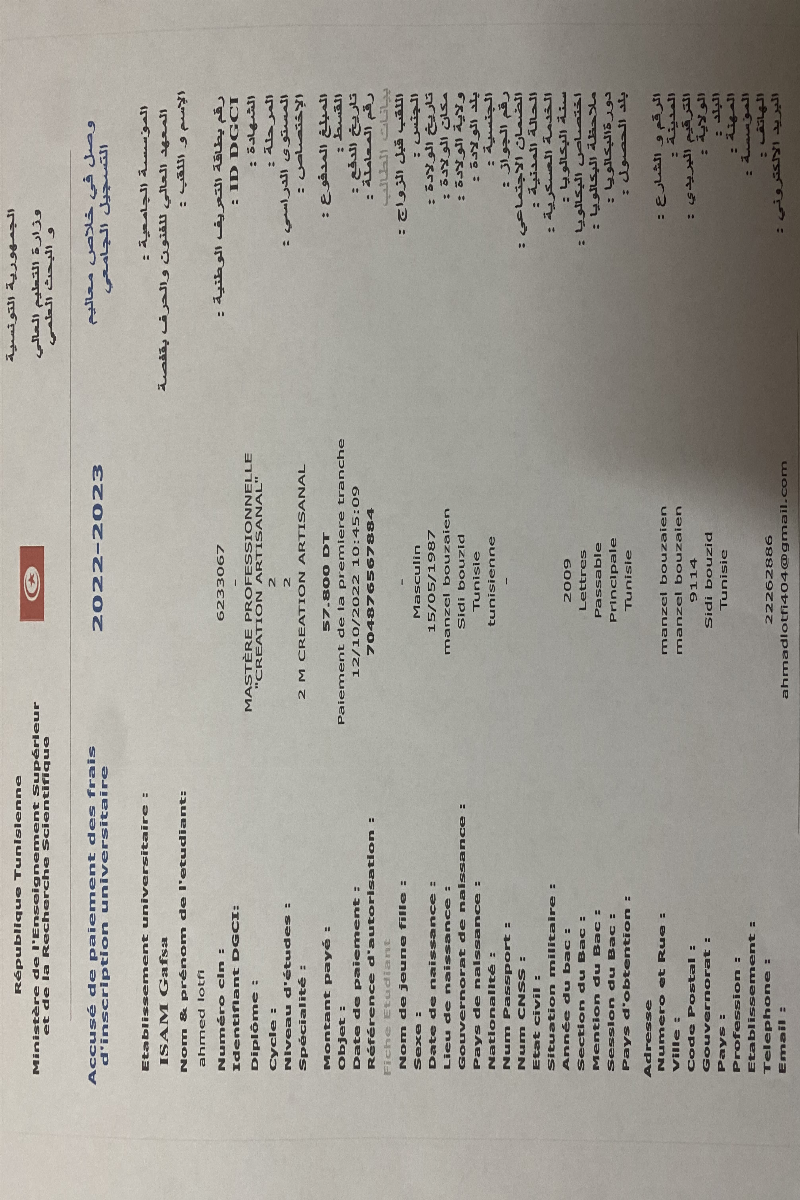 République Tunisienne
Ministère de l'Enseignement Supérieur
et de la Recherche Scientifique
الجمهورية التونسية
وزارة التعليم العالي
و البحث العلمي
Accusé de paiement des frais
d'inscription universitaire
2022-2023
وصل في خلاص معاليم
التسجيل الجامعي
Etablissement universitaire : المؤسسة الجامعية :
ISAM Gafsa المعهد العالي للفنون والحرف بقفصة
Nom & prénom de l'etudiant: الإسم و اللقب :
ahmed lotfi
Numéro cin : 6233067 رقم بطاقة التعريف الوطنية :
Identifiant DGCI: - ID DGCI :
Diplôme : MASTÈRE PROFESSIONNELLE "CREATION ARTISANAL" الشهادة :
Cycle : 2 المرحلة :
Niveau d'études : 2 المستوى الدراسي :
Spécialité : 2 M CREATION ARTISANAL الإختصاص :
Montant payé : 57.800 DT المبلغ المدفوع :
Objet : Paiement de la premiere tranche القسط :
Date de paiement : 12/10/2022 10:45:09 تاريخ الدفع :
Référence d'autorisation : 704876567884 رقم المعاملة :
Fiche Etudiant بيانات الطالب
Nom de jeune fille : - اللقب قبل الزواج :
Sexe : Masculin الجنس :
Date de naissance : 15/05/1987 تاريخ الولادة :
Lieu de naissance : manzel bouzaien مكان الولادة :
Gouvernorat de naissance : Sidi bouzid ولاية الولادة :
Pays de naissance : Tunisie بلد الولادة :
Nationalité : tunisienne الجنسية :
Num Passport : - رقم الجواز :
Num CNSS : الضمان الاجتماعي :
Etat civil : الحالة المدنية :
Situation militaire : الخدمة العسكرية :
Année du bac : 2009 سنة البكالوريا :
Section du Bac : Lettres اختصاص البكالوريا :
Mention du Bac : Passable ملاحظة البكالوريا :
Session du Bac : Principale دورة البكالوريا :
Pays d'obtention : Tunisie بلد الحصول :
Adresse
Numero et Rue : manzel bouzaien الرقم و الشارع :
Ville : manzel bouzaien المدينة :
Code Postal : 9114 الترقيم البريدي :
Gouvernorat : Sidi bouzid الولاية :
Pays : Tunisie البلد :
Profession : المهنة :
Etablissement : المؤسسة :
Telephone : 22262886 الهاتف :
Email : ahmadlotfi404@gmail.com البريد الالكتروني :